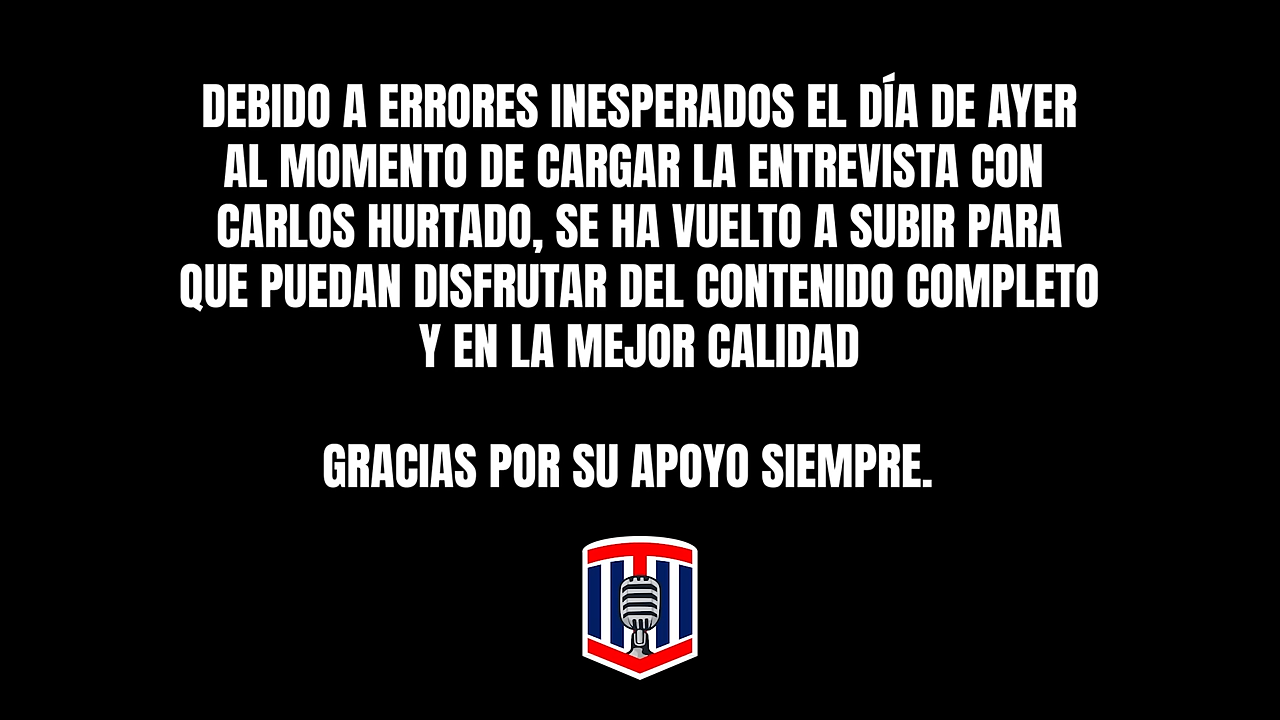 DEBIDO A ERRORES INESPERADOS EL DÍA DE AYER
AL MOMENTO DE CARGAR LA ENTREVISTA CON
CARLOS HURTADO, SE HA VUELTO A SUBIR PARA
QUE PUEDAN DISFRUTAR DEL CONTENIDO COMPLETO
Y EN LA MEJOR CALIDAD
GRACIAS POR SU APOYO SIEMPRE.